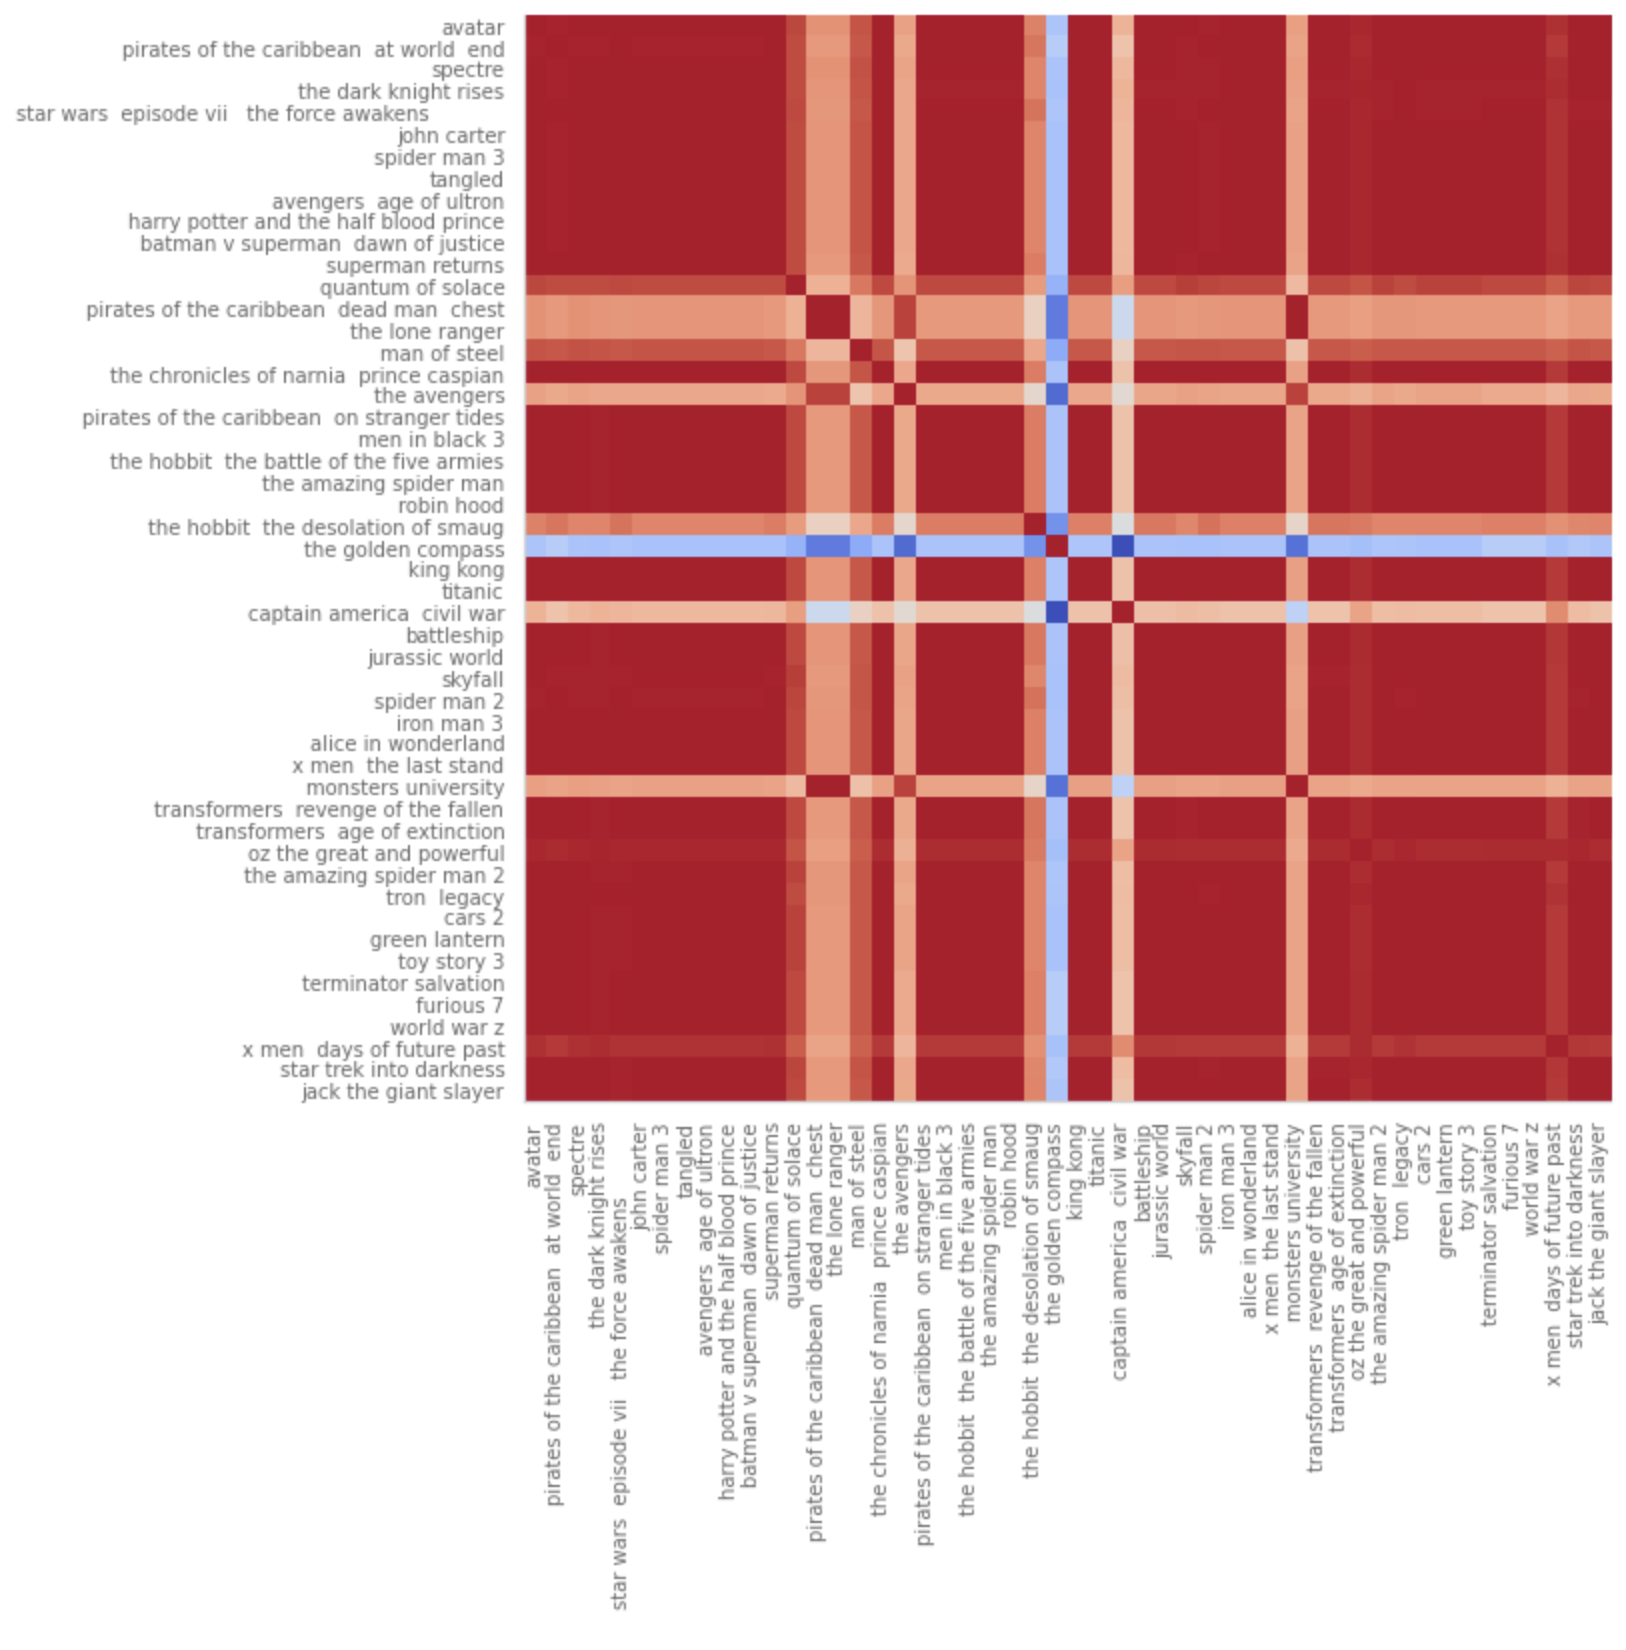 avatar
pirates of the caribbean  at world  end
spectre
the dark knight rises
star wars  episode vii   the force awakens
john carter
spider man 3
tangled
avengers  age of ultron
harry potter and the half blood prince
batman v superman  dawn of justice
superman returns
quantum of solace
pirates of the caribbean  dead man  chest
the lone ranger
man of steel
the chronicles of narnia  prince caspian
the avengers
pirates of the caribbean  on stranger tides
men in black 3
the hobbit  the battle of the five armies
the amazing spider man
robin hood
the hobbit  the desolation of smaug
the golden compass
king kong
titanic
captain america  civil war
battleship
jurassic world
skyfall
spider man 2
iron man 3
alice in wonderland
x men  the last stand
monsters university
transformers  revenge of the fallen
transformers  age of extinction
oz the great and powerful
the amazing spider man 2
tron  legacy
cars 2
green lantern
toy story 3
terminator salvation
furious 7
world war z
x men  days of future past
star trek into darkness
jack the giant slayer
avatar
pirates of the caribbean  at world  end
spectre
the dark knight rises
star wars  episode vii   the force awakens
john carter
spider man 3
tangled
avengers  age of ultron
harry potter and the half blood prince
batman v superman  dawn of justice
superman returns
quantum of solace
pirates of the caribbean  dead man  chest
the lone ranger
man of steel
the chronicles of narnia  prince caspian
the avengers
pirates of the caribbean  on stranger tides
men in black 3
the hobbit  the battle of the five armies
the amazing spider man
robin hood
the hobbit  the desolation of smaug
the golden compass
king kong
titanic
captain america  civil war
battleship
jurassic world
skyfall
spider man 2
iron man 3
alice in wonderland
x men  the last stand
monsters university
transformers  revenge of the fallen
transformers  age of extinction
oz the great and powerful
the amazing spider man 2
tron  legacy
cars 2
green lantern
toy story 3
terminator salvation
furious 7
world war z
x men  days of future past
star trek into darkness
jack the giant slayer